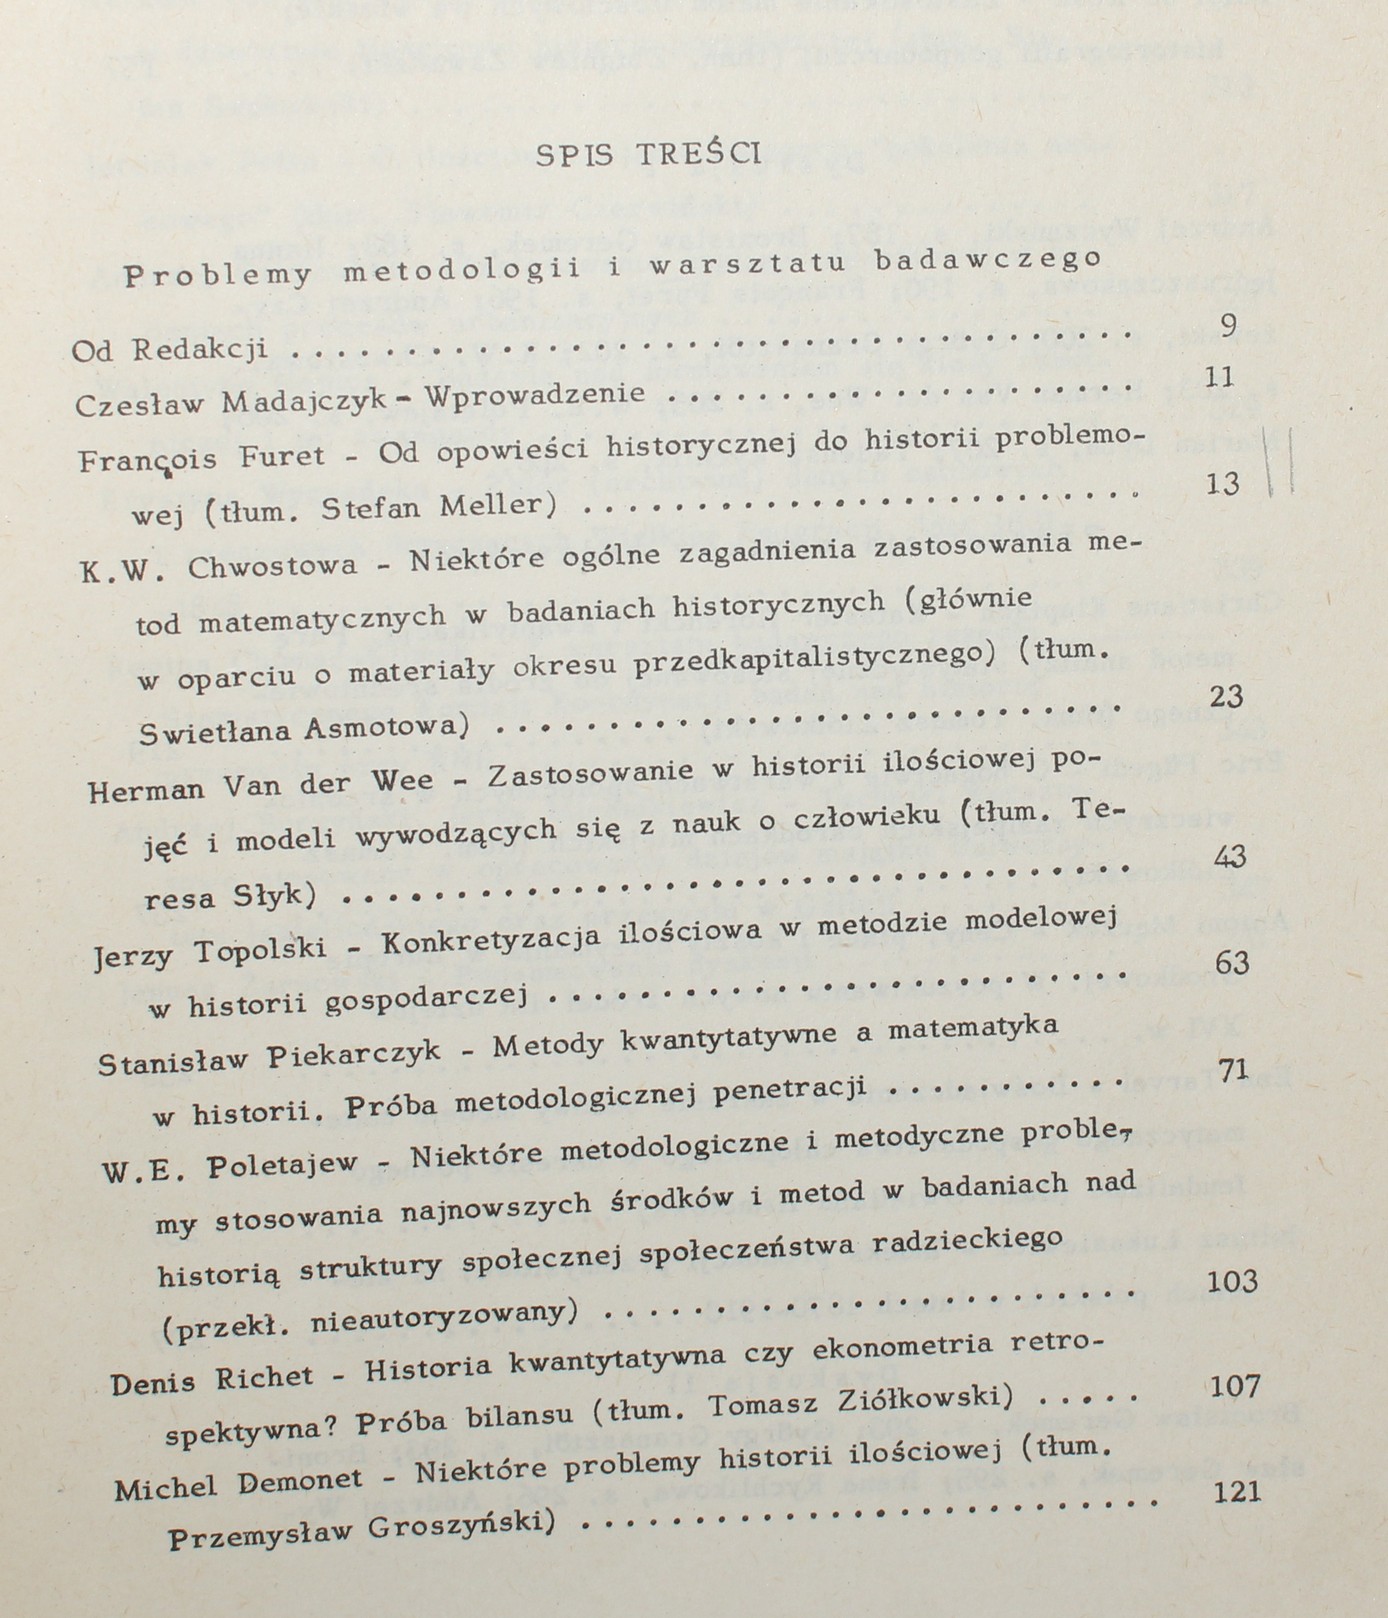 SPIS TREŚCI
Problemy metodologii i warsztatu badawczego
Od Redakcji . . . . . . . . . . . . . . . . . . . . . . . . . . . . . . . . . . . . . 9
Czesław Madajczyk - Wprowadzenie . . . . . . . . . . . . . . . . . . . . . 11
François Furet - Od opowieści historycznej do historii problemo-
wej (tłum. Stefan Meller) . . . . . . . . . . . . . . . . . . . . . . . . . 13
K.W. Chwostowa - Niektóre ogólne zagadnienia zastosowania me-
tod matematycznych w badaniach historycznych (głównie
w oparciu o materiały okresu przedkapitalistycznego) (tłum.
Swietłana Asmotowa) . . . . . . . . . . . . . . . . . . . . . . . . . . . . 23
Herman Van der Wee - Zastosowanie w historii ilościowej po-
jęć i modeli wywodzących się z nauk o człowieku (tłum. Te-
resa Słyk) . . . . . . . . . . . . . . . . . . . . . . . . . . . . . . . . . . . 43
Jerzy Topolski - Konkretyzacja ilościowa w metodzie modelowej
w historii gospodarczej . . . . . . . . . . . . . . . . . . . . . . . . . . 63
Stanisław Piekarczyk - Metody kwantytatywne a matematyka
w historii. Próba metodologicznej penetracji . . . . . . . . . . . 71
W.E. Poletajew - Niektóre metodologiczne i metodyczne proble-
my stosowania najnowszych środków i metod w badaniach nad
historią struktury społecznej społeczeństwa radzieckiego
(przekł. nieautoryzowany) . . . . . . . . . . . . . . . . . . . . . . . . 103
Denis Richet - Historia kwantytatywna czy ekonometria retro-
spektywna? Próba bilansu (tłum. Tomasz Ziółkowski) . . . . . 107
Michel Demonet - Niektóre problemy historii ilościowej (tłum.
Przemysław Groszyński) . . . . . . . . . . . . . . . . . . . . . . . . . . 121